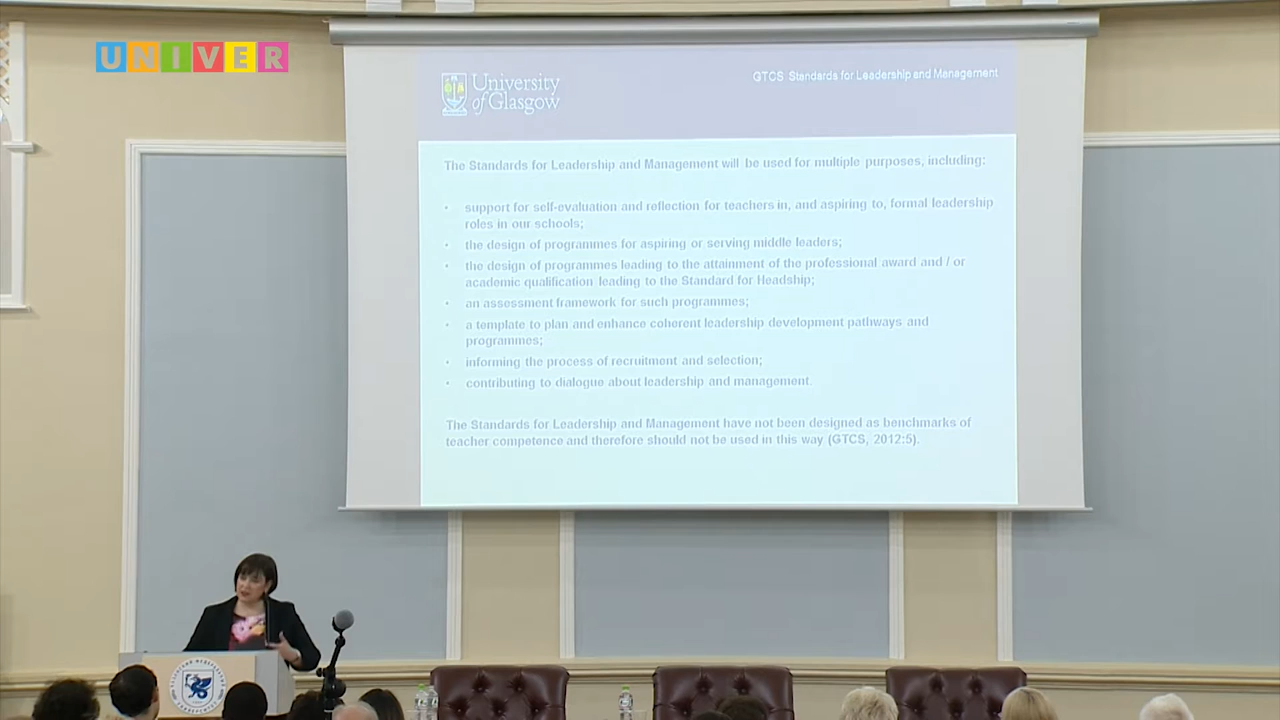 UNIVER
University
of Glasgow
GTCS Standards for Leadership and Management
The Standards for Leadership and Management will be used for multiple purposes, including:
• support for self-evaluation and reflection for teachers in, and aspiring to, formal leadership
roles in our schools;
• the design of programmes for aspiring or serving middle leaders;
• the design of programmes leading to the attainment of the professional award and / or
academic qualification leading to the Standard for Headship;
• an assessment framework for such programmes;
• a template to plan and enhance coherent leadership development pathways and
programmes;
• informing the process of recruitment and selection;
• contributing to dialogue about leadership and management.
The Standards for Leadership and Management have not been designed as benchmarks of
teacher competence and therefore should not be used in this way (GTCS, 2012:5).